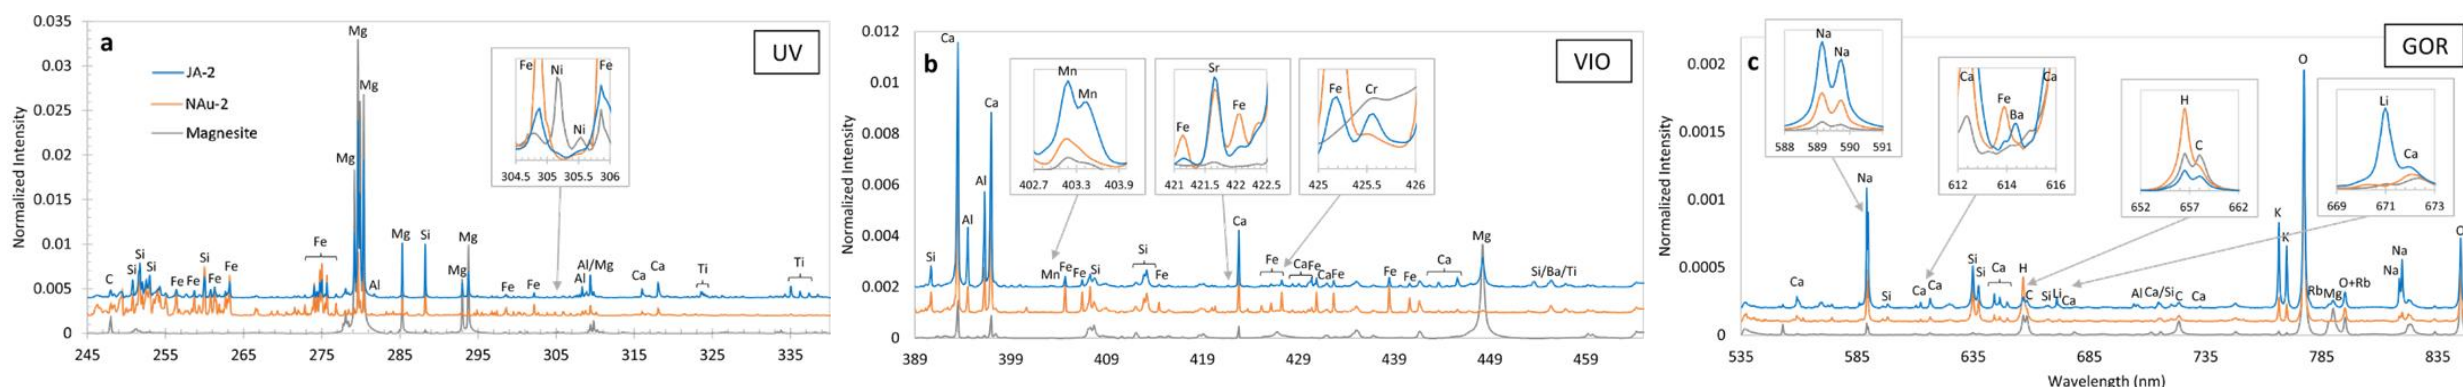 a
UV
JA-2
NAu-2
Magnesite
Normalized Intensity
0.035
0.03
0.025
0.02
0.015
0.01
0.005
0
245 255 265 275 285 295 305 315 325 335
C Si Si Si Fe Fe Si Fe Fe Fe Mg Mg Mg Al Mg Si Mg Mg Fe Fe Al Al/Mg Ca Ca Ti Ti
Fe Ni Ni Fe
304.5 305 305.5 306
b
VIO
Normalized Intensity
0.012
0.01
0.008
0.006
0.004
0.002
0
389 399 409 419 429 439 449 459
Si Ca Al Al Ca Mn Fe Fe Si Si Fe Ca Fe Ca Fe Ca Fe Fe Fe Ca Mg Si/Ba/Ti
Mn Mn
402.7 403.3 403.9
Fe Sr Fe
421 421.5 422 422.5
Fe Cr
425 425.5 426
c
GOR
Normalized Intensity
0.002
0.0015
0.001
0.0005
0
535 585 635 685 735 785 835
Wavelength (nm)
Ca Na Si Ca Ca Si Si Ca H C Si Li Ca Al Ca/Si C Ca K K O Rb Mg O+Rb Na Na O
Na Na
588 589 590 591
Ca Fe Ba Ca
612 614 616
H C
652 657 662
Li Ca
669 671 673